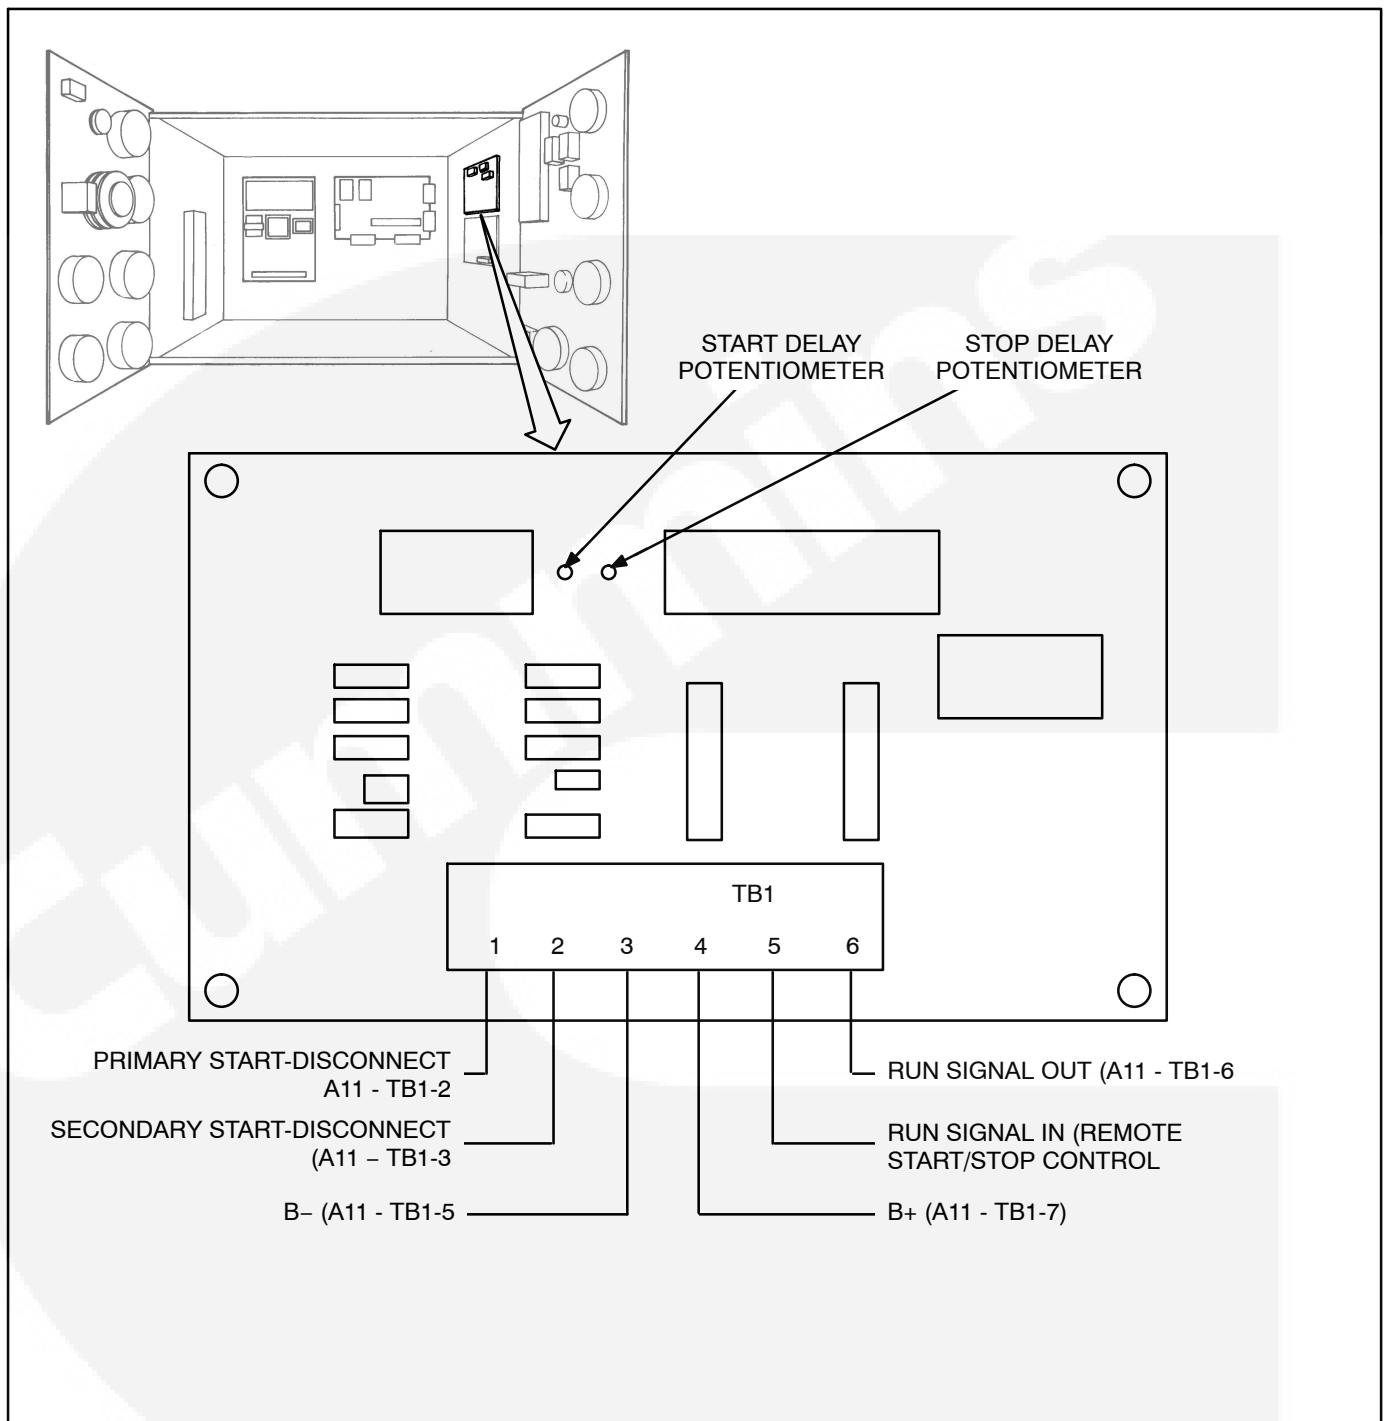 START DELAY
POTENTIOMETER
STOP DELAY
POTENTIOMETER
TB1
1 2 3 4 5 6
PRIMARY START-DISCONNECT
A11 - TB1-2
SECONDARY START-DISCONNECT
(A11 – TB1-3
B– (A11 - TB1-5
RUN SIGNAL OUT (A11 - TB1-6
RUN SIGNAL IN (REMOTE
START/STOP CONTROL
B+ (A11 - TB1-7)
Cummins